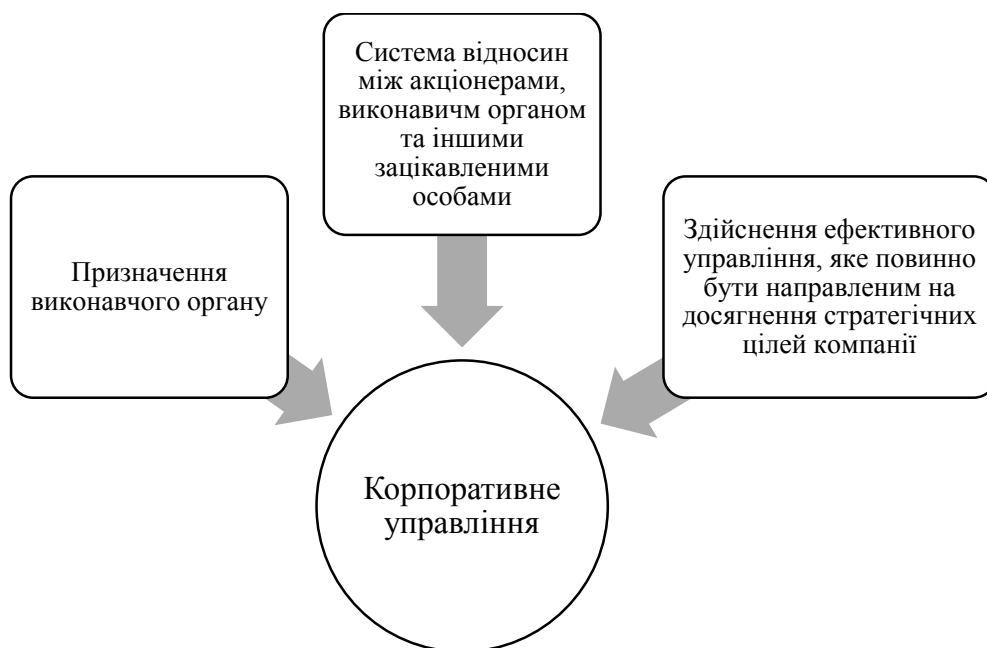 Система відносин
між акціонерами,
виконавичм органом
та іншими
зацікавленими
особами
Призначення
виконавчого органу
Здійснення ефективного
управління, яке повинно
бути направленим на
досягнення стратегічних
цілей компанії
Корпоративне
управління